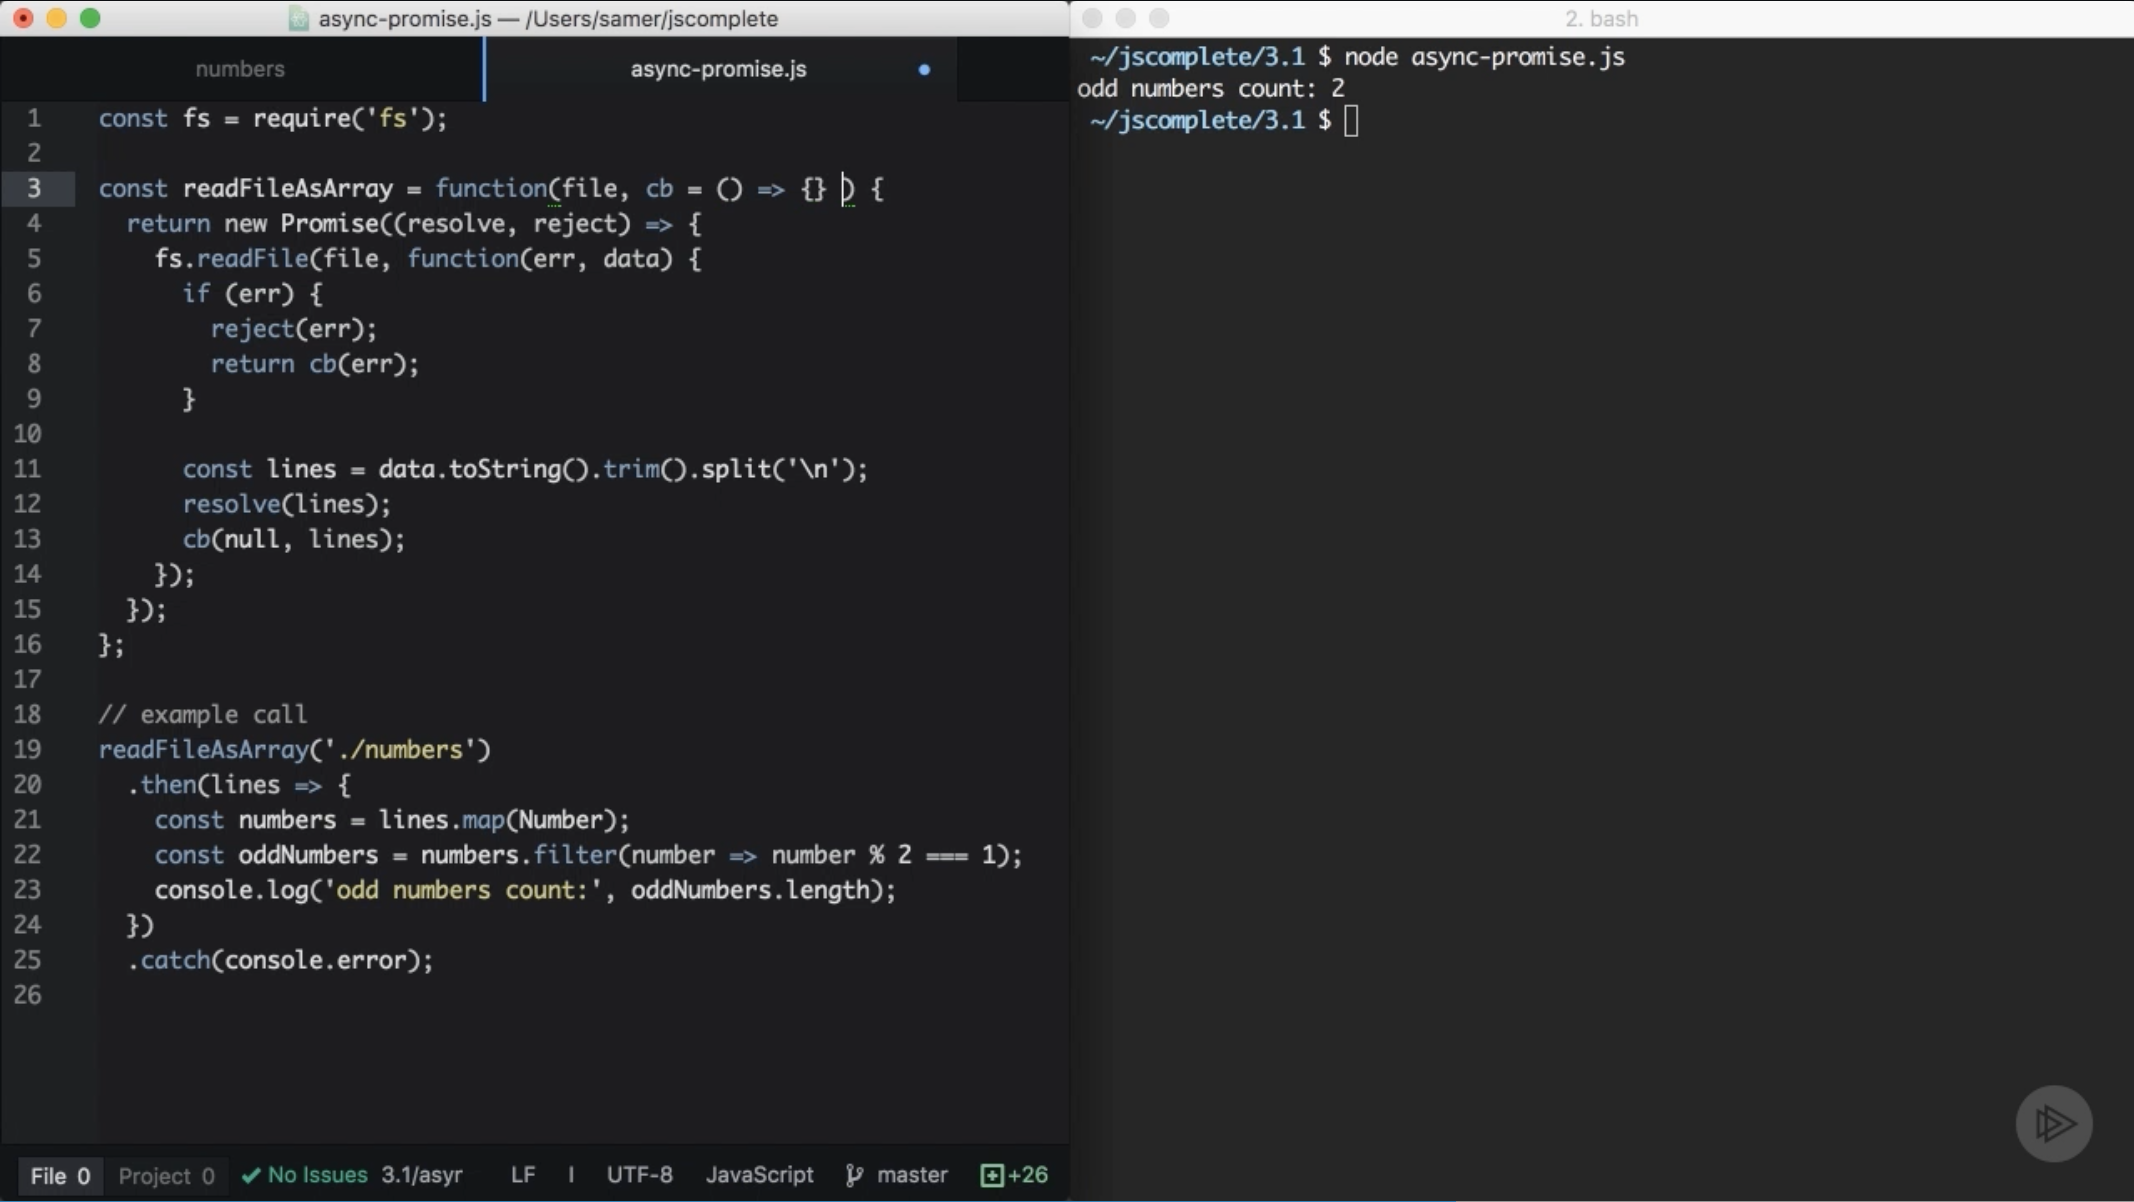 async-promise.js — /Users/samer/jscomplete
numbers
async-promise.js
1 const fs = require('fs');
2
3 const readFileAsArray = function(file, cb = () => {} ) {
4   return new Promise((resolve, reject) => {
5     fs.readFile(file, function(err, data) {
6       if (err) {
7         reject(err);
8         return cb(err);
9       }
10
11       const lines = data.toString().trim().split('\n');
12       resolve(lines);
13       cb(null, lines);
14     });
15   });
16 };
17
18 // example call
19 readFileAsArray('./numbers')
20   .then(lines => {
21     const numbers = lines.map(Number);
22     const oddNumbers = numbers.filter(number => number % 2 === 1);
23     console.log('odd numbers count:', oddNumbers.length);
24   })
25   .catch(console.error);
26
File 0 Project 0 No Issues 3.1/asyr LF I UTF-8 JavaScript master +26
2. bash
~/jscomplete/3.1 $ node async-promise.js
odd numbers count: 2
~/jscomplete/3.1 $